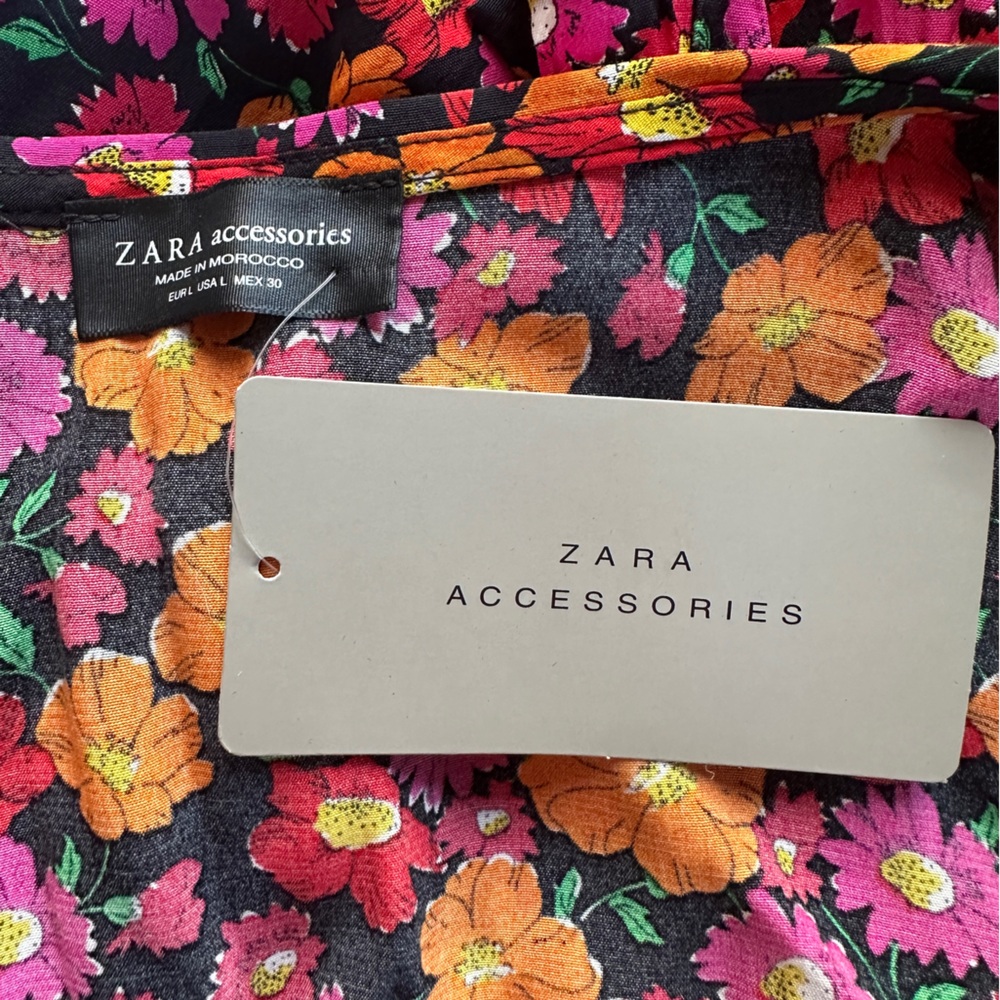 ZARA accessories
MADE IN MOROCCO
EUR L USA L MEX 30
ZARA
ACCESSORIES